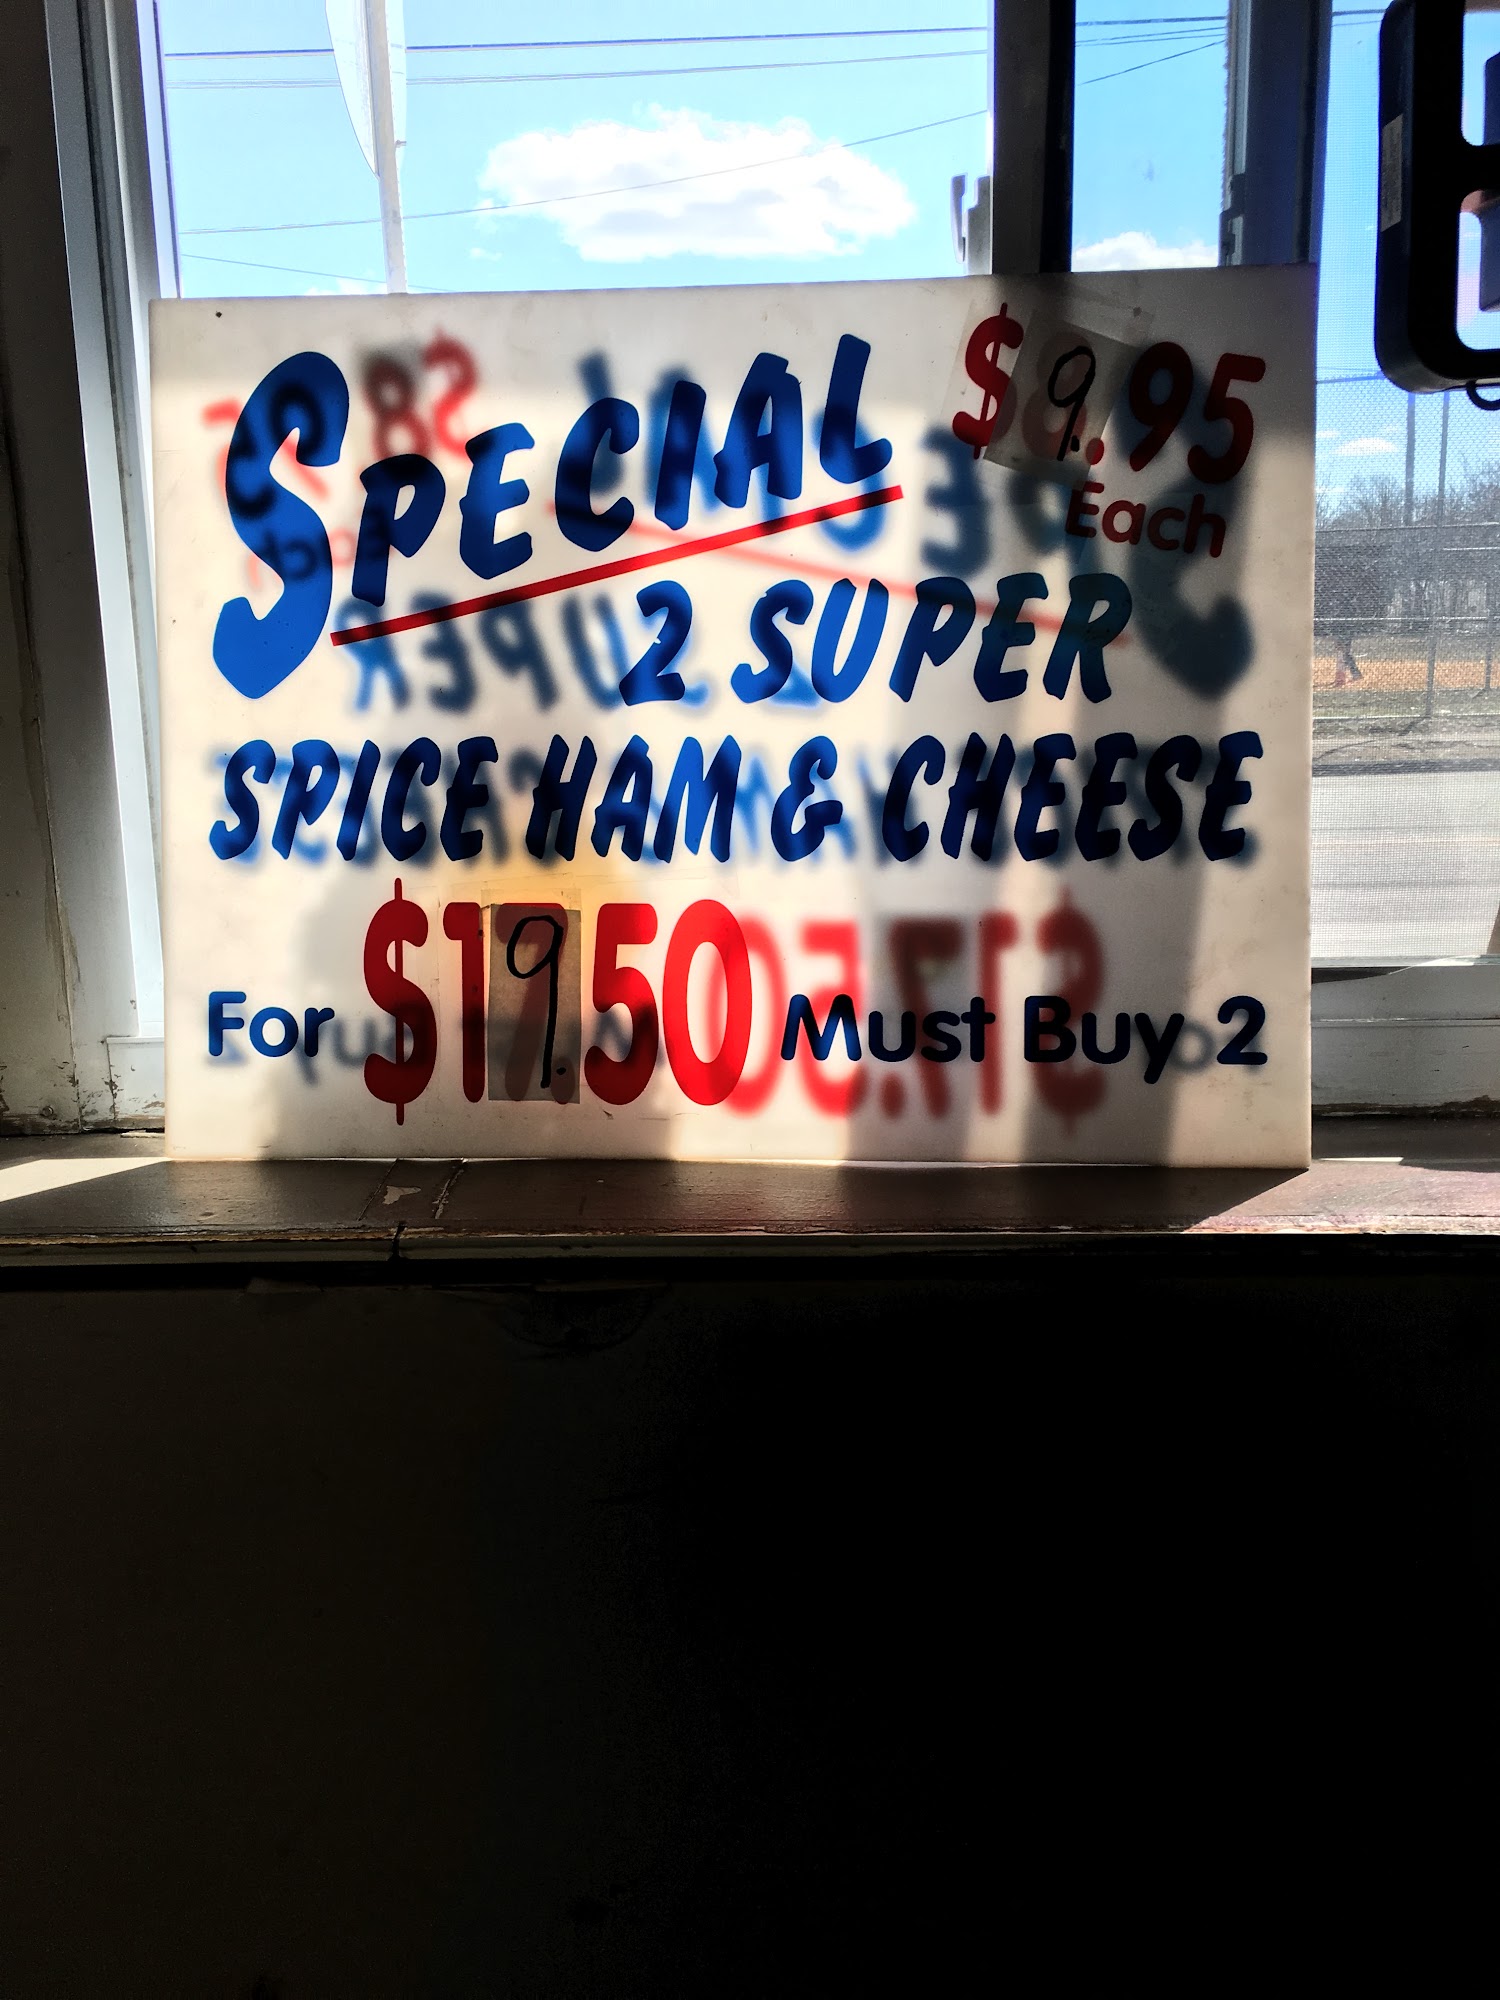 SPECIAL
$9.95
Each
2 SUPER
SPICE HAM & CHEESE
For $19.50 Must Buy 2